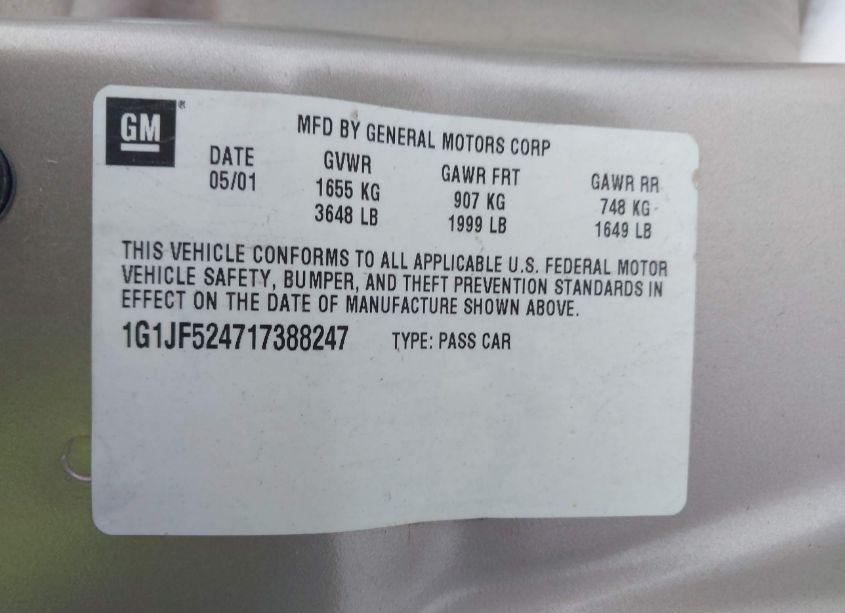 GM®
MFD BY GENERAL MOTORS CORP
DATE GVWR GAWR FRT GAWR RR
05/01 1655 KG 907 KG 748 KG
3648 LB 1999 LB 1649 LB
THIS VEHICLE CONFORMS TO ALL APPLICABLE U.S. FEDERAL MOTOR
VEHICLE SAFETY, BUMPER, AND THEFT PREVENTION STANDARDS IN
EFFECT ON THE DATE OF MANUFACTURE SHOWN ABOVE.
1G1JF524717388247 TYPE: PASS CAR